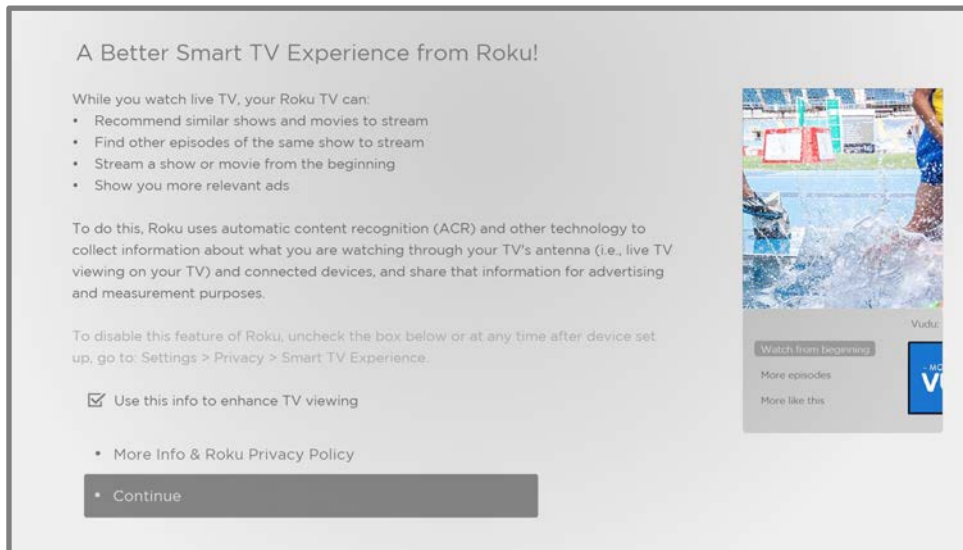 A Better Smart TV Experience from Roku!
While you watch live TV, your Roku TV can:
• Recommend similar shows and movies to stream
• Find other episodes of the same show to stream
• Stream a show or movie from the beginning
• Show you more relevant ads
To do this, Roku uses automatic content recognition (ACR) and other technology to
collect information about what you are watching through your TV's antenna (i.e., live TV
viewing on your TV) and connected devices, and share that information for advertising
and measurement purposes.
To disable this feature of Roku, uncheck the box below or at any time after device set
up, go to: Settings > Privacy > Smart TV Experience.
Use this info to enhance TV viewing
• More Info & Roku Privacy Policy
• Continue
Vudu:
Watch from beginning
More episodes
More like this